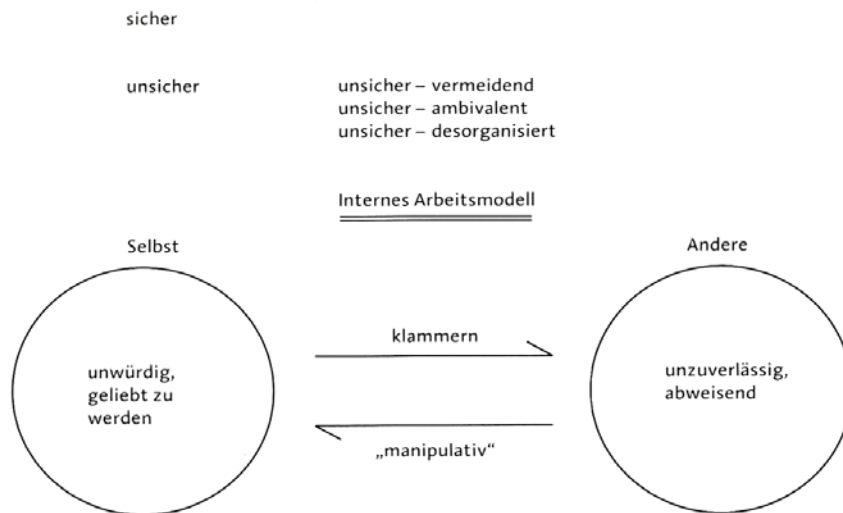 sicher
unsicher
unsicher – vermeidend
unsicher – ambivalent
unsicher – desorganisiert
Internes Arbeitsmodell
Selbst
Andere
klammern
unwürdig,
geliebt zu
werden
unzuverlässig,
abweisend
„manipulativ“